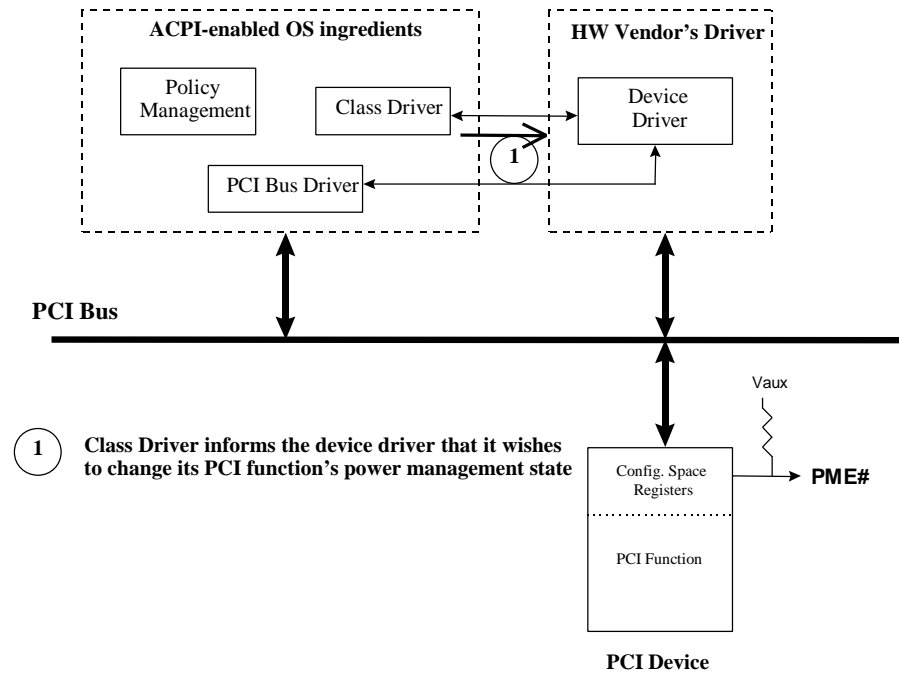 ACPI-enabled OS ingredients
HW Vendor's Driver
Policy
Management
Class Driver
Device
Driver
1
PCI Bus Driver
PCI Bus
Vaux
1
Class Driver informs the device driver that it wishes
to change its PCI function's power management state
Config. Space
Registers
PME#
PCI Function
PCI Device